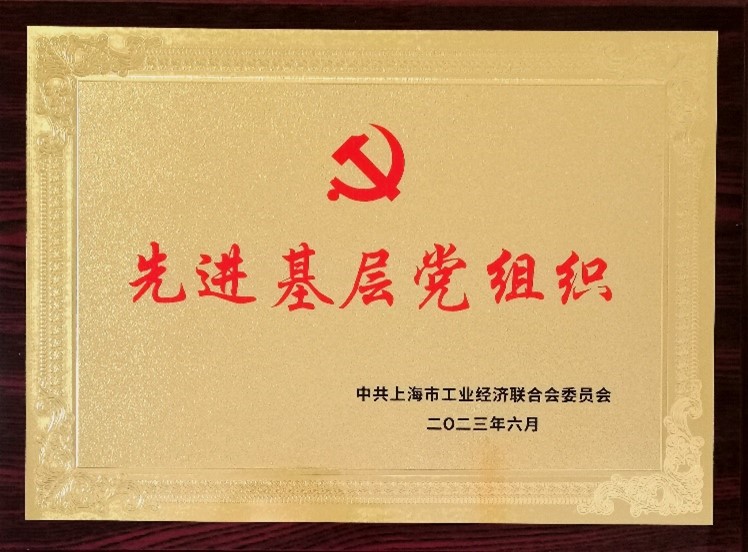 先进基层党组织
中共上海市工业经济联合会委员会
二〇二三年六月